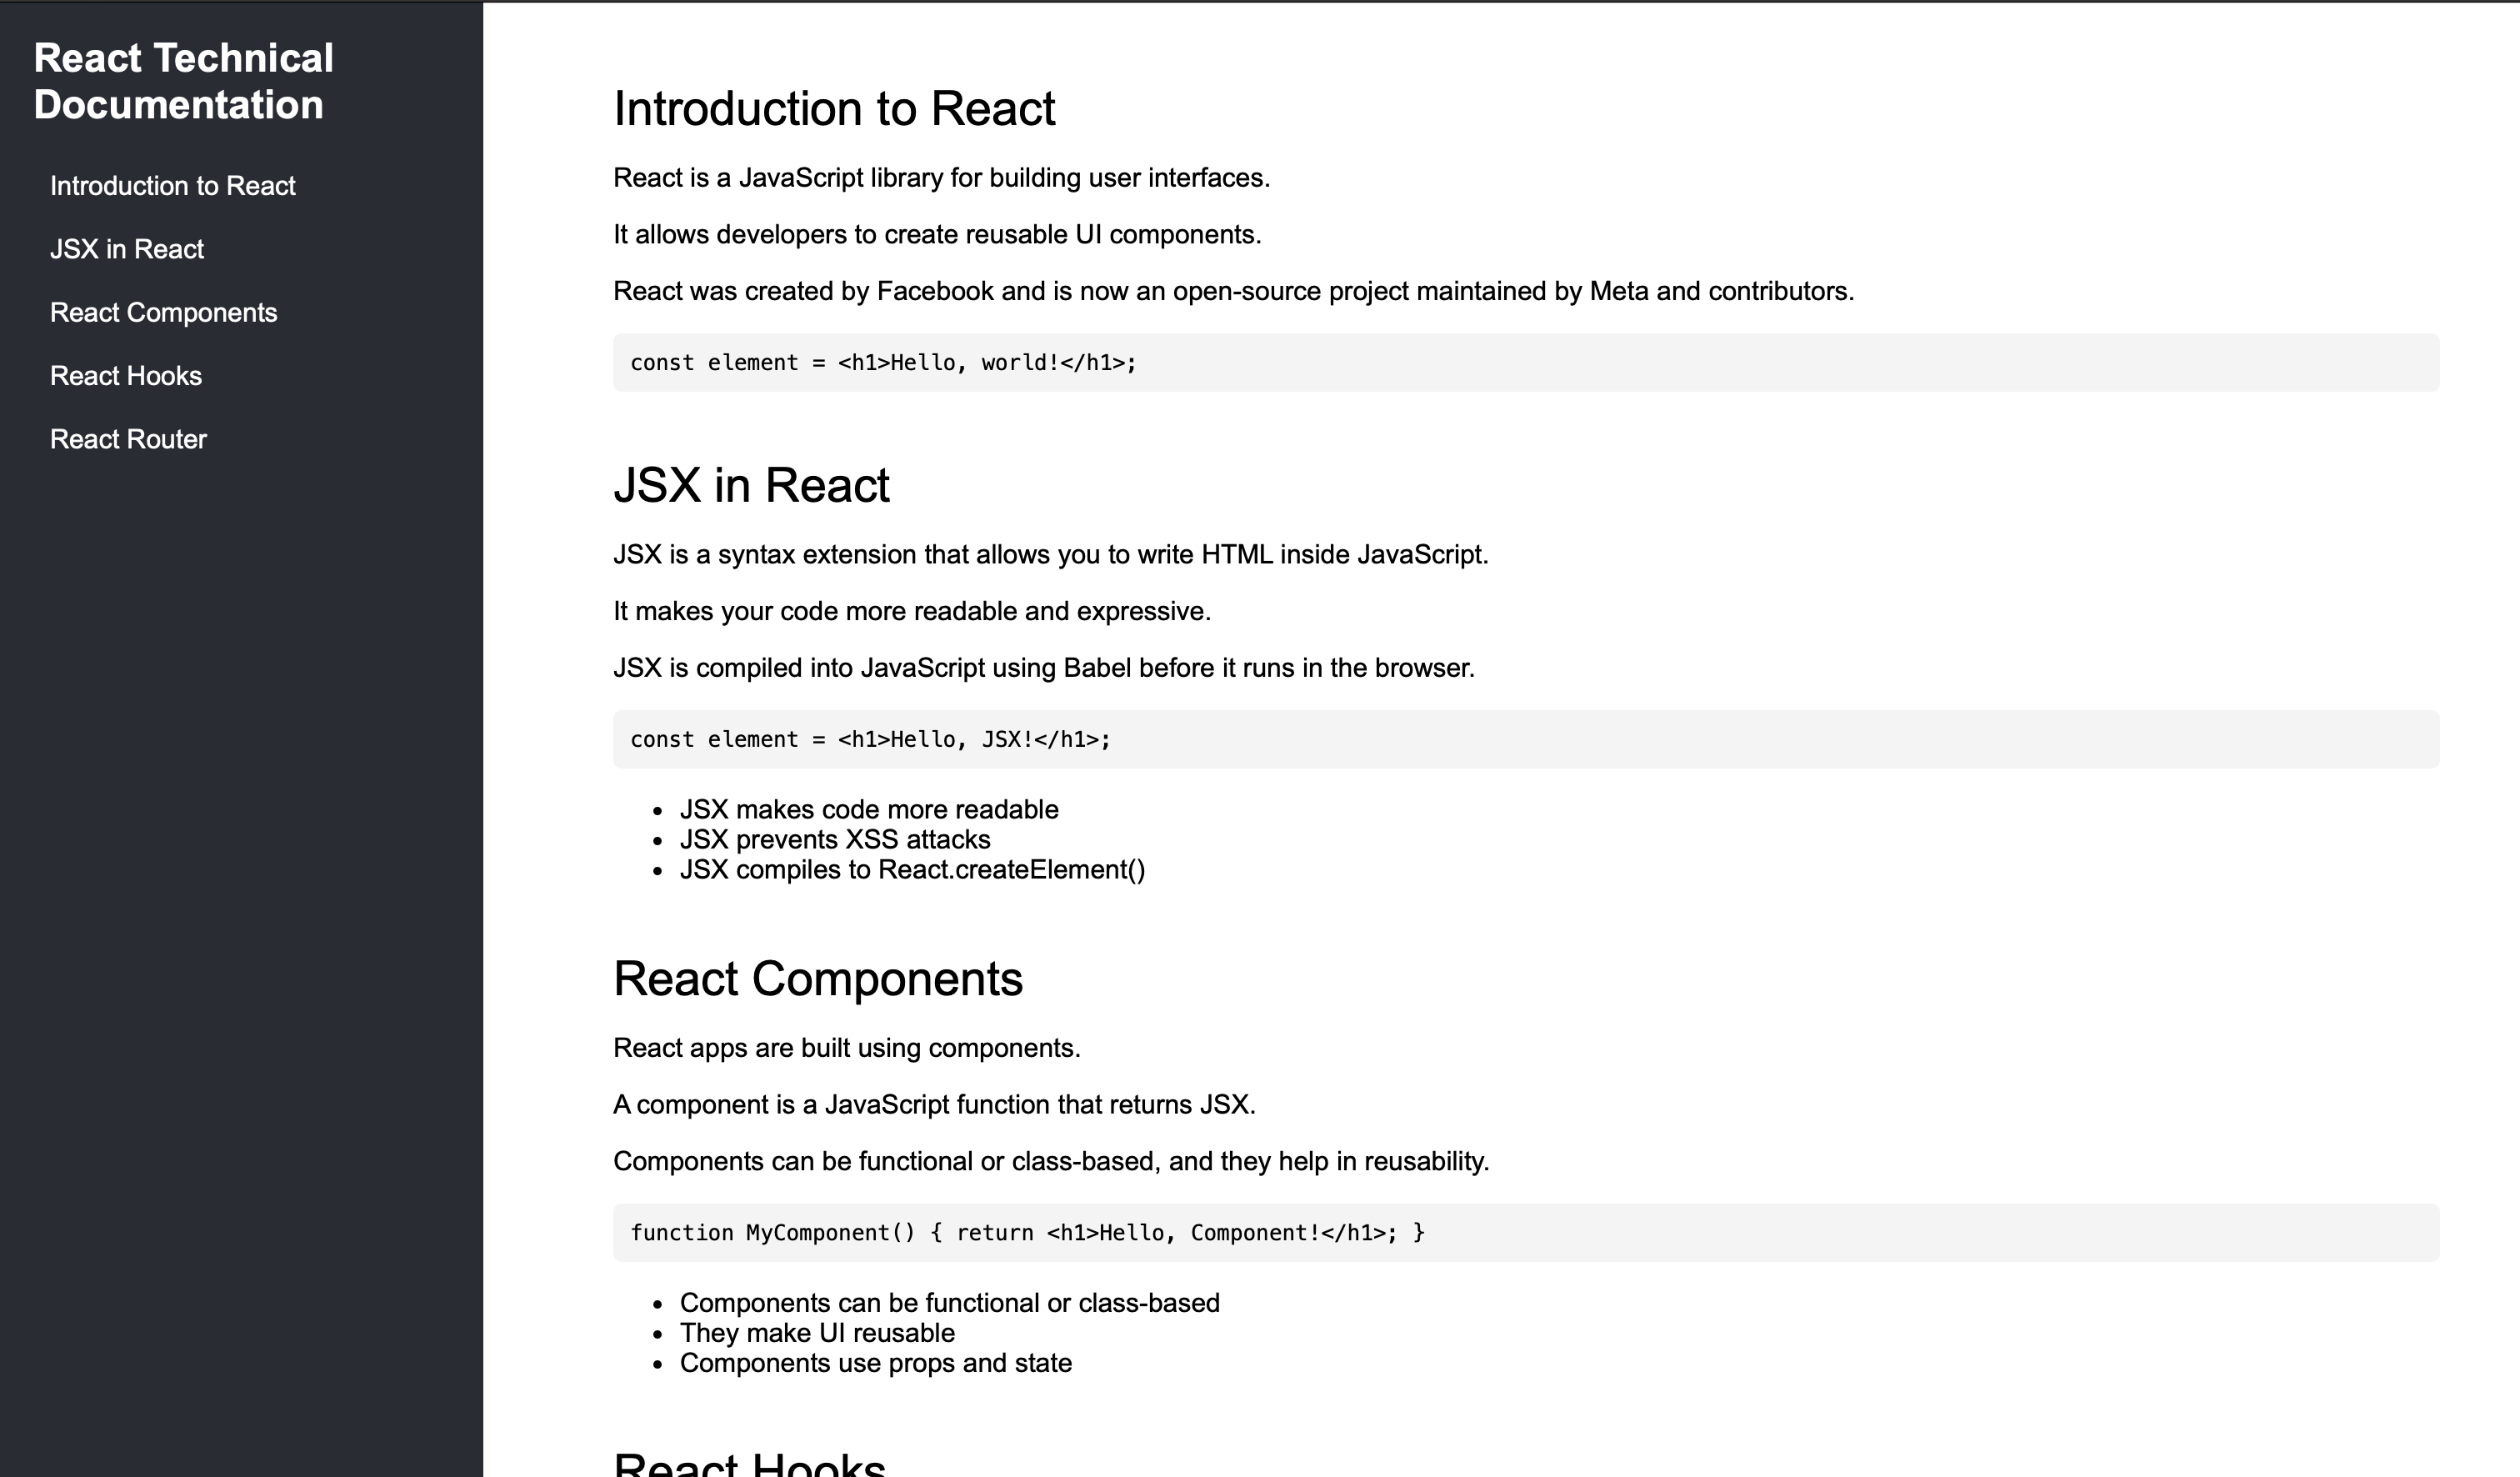 React Technical
Documentation
Introduction to React
JSX in React
React Components
React Hooks
React Router
Introduction to React
React is a JavaScript library for building user interfaces.
It allows developers to create reusable UI components.
React was created by Facebook and is now an open-source project maintained by Meta and contributors.
const element = <h1>Hello, world!</h1>;
JSX in React
JSX is a syntax extension that allows you to write HTML inside JavaScript.
It makes your code more readable and expressive.
JSX is compiled into JavaScript using Babel before it runs in the browser.
const element = <h1>Hello, JSX!</h1>;
• JSX makes code more readable
• JSX prevents XSS attacks
• JSX compiles to React.createElement()
React Components
React apps are built using components.
A component is a JavaScript function that returns JSX.
Components can be functional or class-based, and they help in reusability.
function MyComponent() { return <h1>Hello, Component!</h1>; }
• Components can be functional or class-based
• They make UI reusable
• Components use props and state
React Hooks